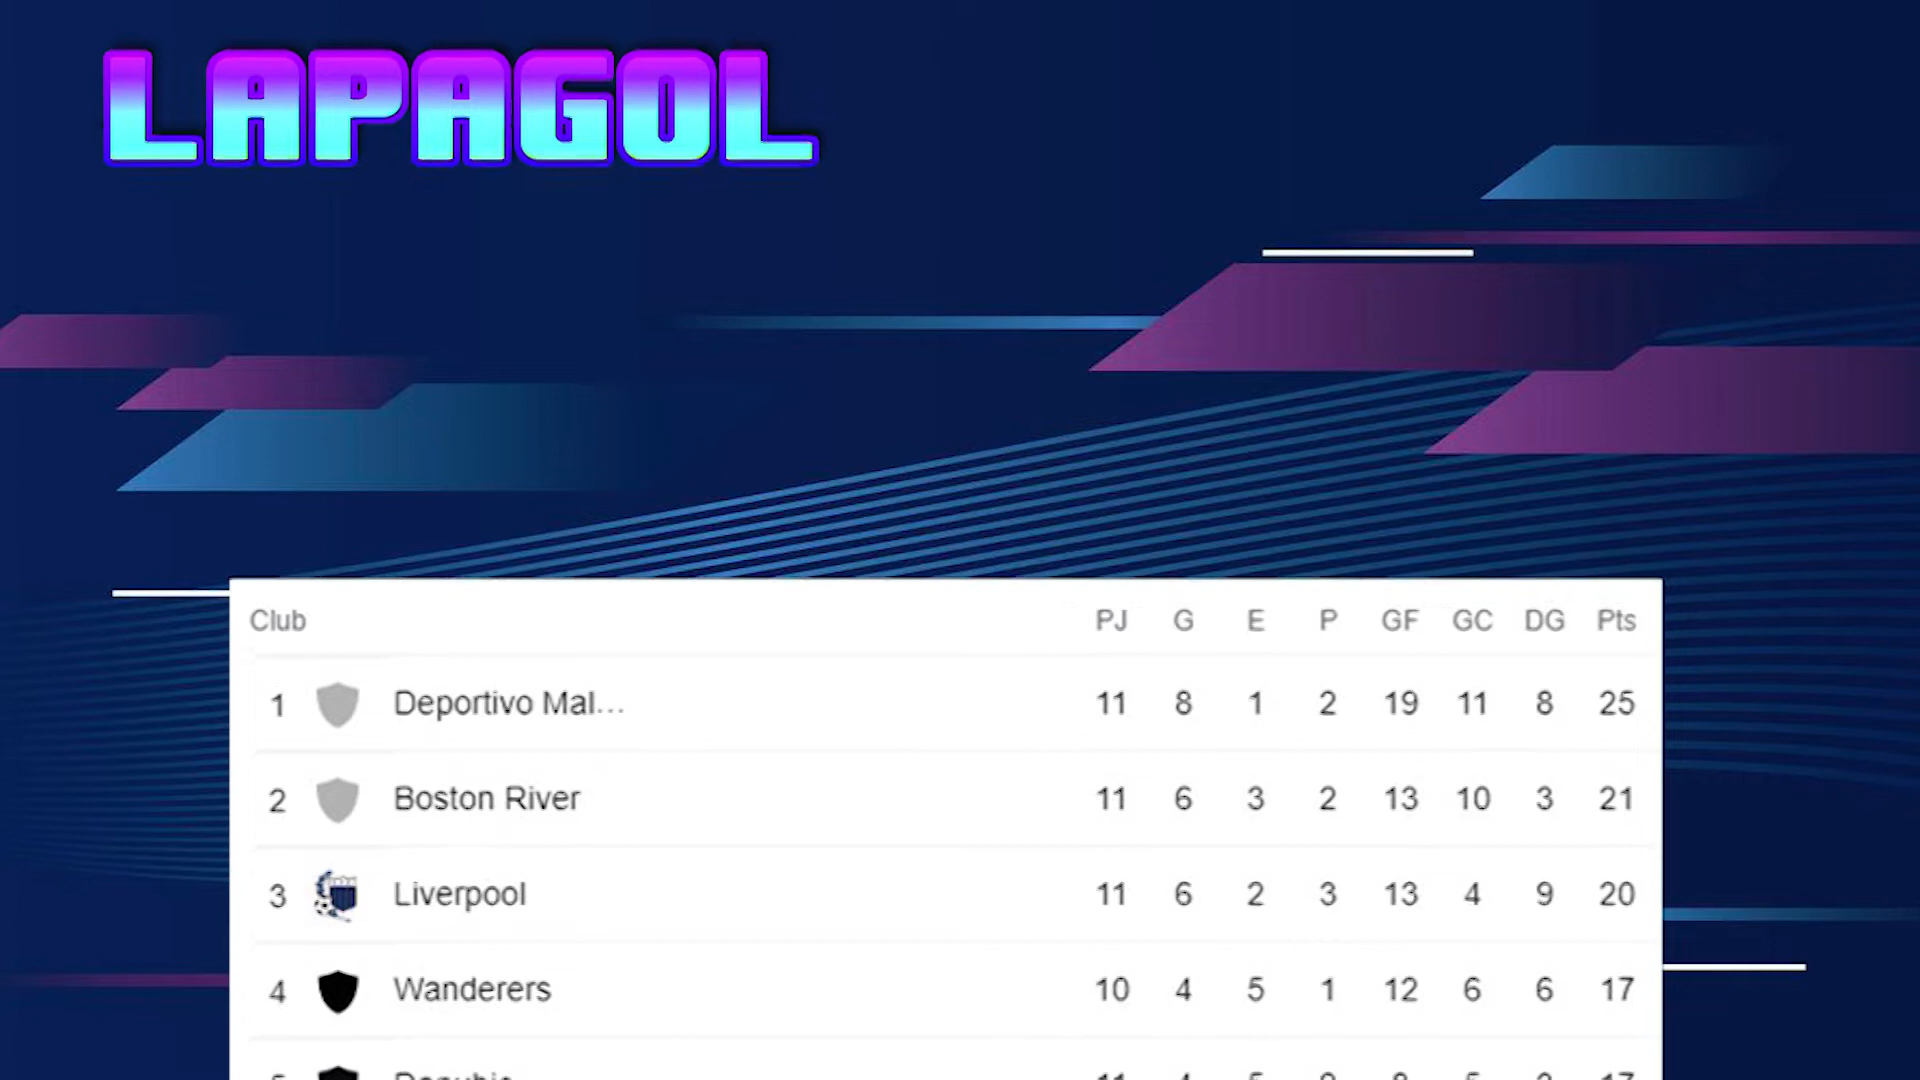 LAPAGOL
Club PJ G E P GF GC DG Pts
1 Deportivo Mal... 11 8 1 2 19 11 8 25
2 Boston River 11 6 3 2 13 10 3 21
3 Liverpool 11 6 2 3 13 4 9 20
4 Wanderers 10 4 5 1 12 6 6 17